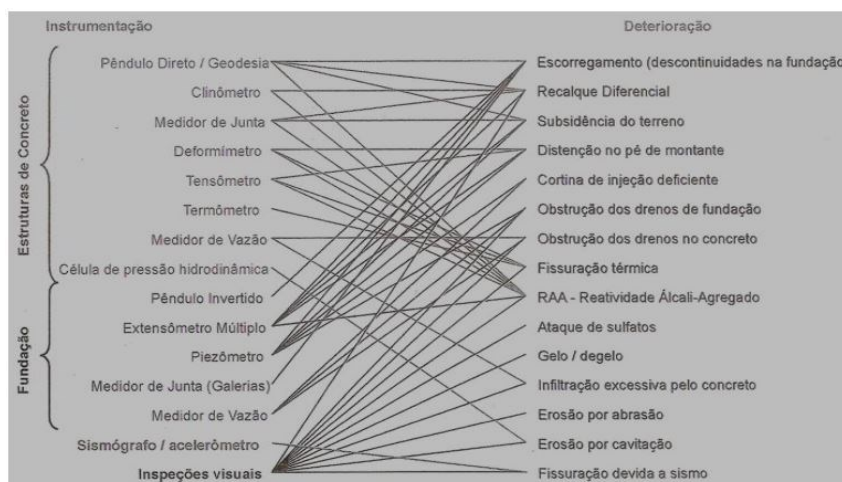 Instrumentação
Deterioração
Estruturas de Concreto
Pêndulo Direto / Geodesia
Clinômetro
Medidor de Junta
Deformímetro
Tensômetro
Termômetro
Medidor de Vazão
Célula de pressão hidrodinâmica
Fundação
Pêndulo Invertido
Extensômetro Múltiplo
Piezômetro
Medidor de Junta (Galerias)
Medidor de Vazão
Sismógrafo / acelerômetro
Inspeções visuais
Escorregamento (descontinuidades na fundação
Recalque Diferencial
Subsidência do terreno
Distenção no pé de montante
Cortina de injeção deficiente
Obstrução dos drenos de fundação
Obstrução dos drenos no concreto
Fissuração térmica
RAA - Reatividade Álcali-Agregado
Ataque de sulfatos
Gelo / degelo
Infiltração excessiva pelo concreto
Erosão por abrasão
Erosão por cavitação
Fissuração devida a sismo